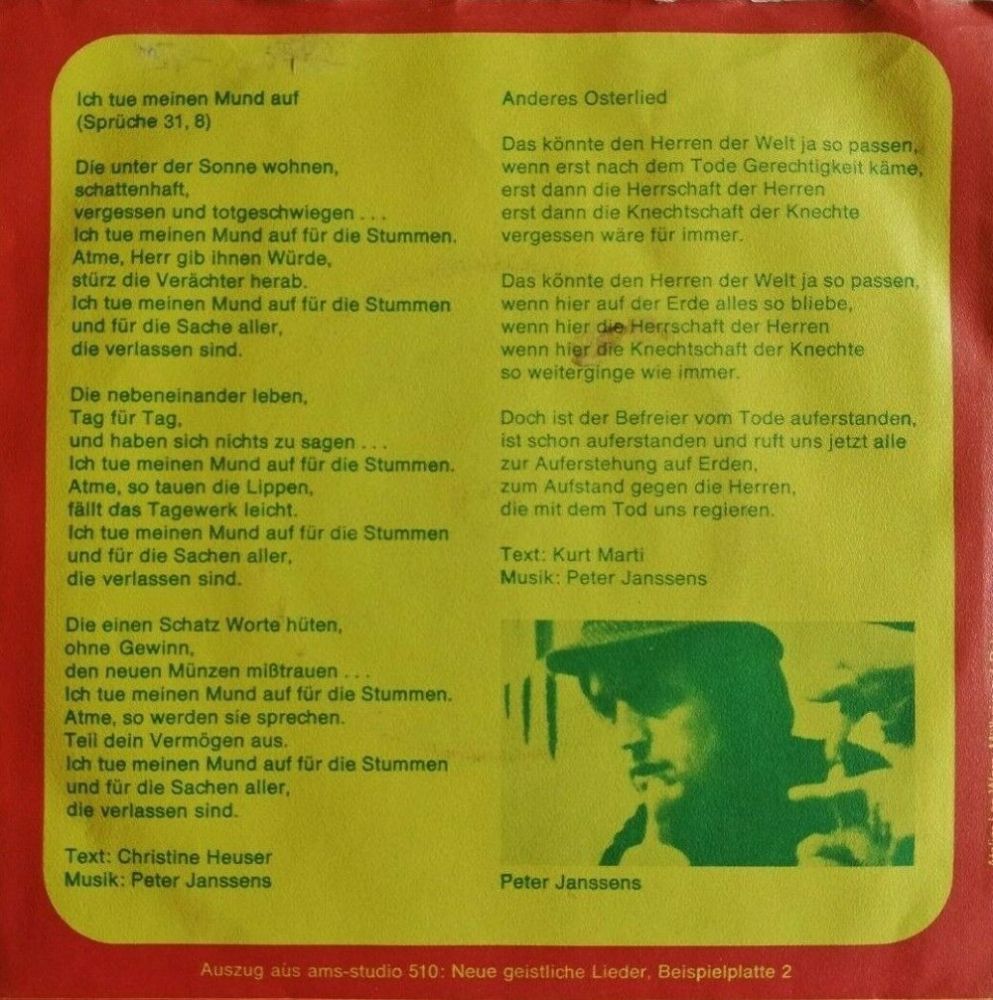 Ich tue meinen Mund auf
(Sprüche 31, 8)
Die unter der Sonne wohnen,
schattenhaft,
vergessen und totgeschwiegen . . .
Ich tue meinen Mund auf für die Stummen.
Atme, Herr gib ihnen Würde,
stürz die Verächter herab.
Ich tue meinen Mund auf für die Stummen
und für die Sache aller,
die verlassen sind.
Die nebeneinander leben,
Tag für Tag,
und haben sich nichts zu sagen . . .
Ich tue meinen Mund auf für die Stummen.
Atme, so tauen die Lippen,
fällt das Tagewerk leicht.
Ich tue meinen Mund auf für die Stummen
und für die Sachen aller,
die verlassen sind.
Die einen Schatz Worte hüten,
ohne Gewinn,
den neuen Münzen mißtrauen . . .
Ich tue meinen Mund auf für die Stummen.
Atme, so werden sie sprechen.
Teil dein Vermögen aus.
Ich tue meinen Mund auf für die Stummen
und für die Sachen aller,
die verlassen sind.
Text: Christine Heuser
Musik: Peter Janssens
Anderes Osterlied
Das könnte den Herren der Welt ja so passen,
wenn erst nach dem Tode Gerechtigkeit käme,
erst dann die Herrschaft der Herren
erst dann die Knechtschaft der Knechte
vergessen wäre für immer.
Das könnte den Herren der Welt ja so passen,
wenn hier auf der Erde alles so bliebe,
wenn hier die Herrschaft der Herren
wenn hier die Knechtschaft der Knechte
so weiterginge wie immer.
Doch ist der Befreier vom Tode auferstanden,
ist schon auferstanden und ruft uns jetzt alle
zur Auferstehung auf Erden,
zum Aufstand gegen die Herren,
die mit dem Tod uns regieren.
Text: Kurt Marti
Musik: Peter Janssens
Peter Janssens
Auszug aus ams-studio 510: Neue geistliche Lieder, Beispielplatte 2